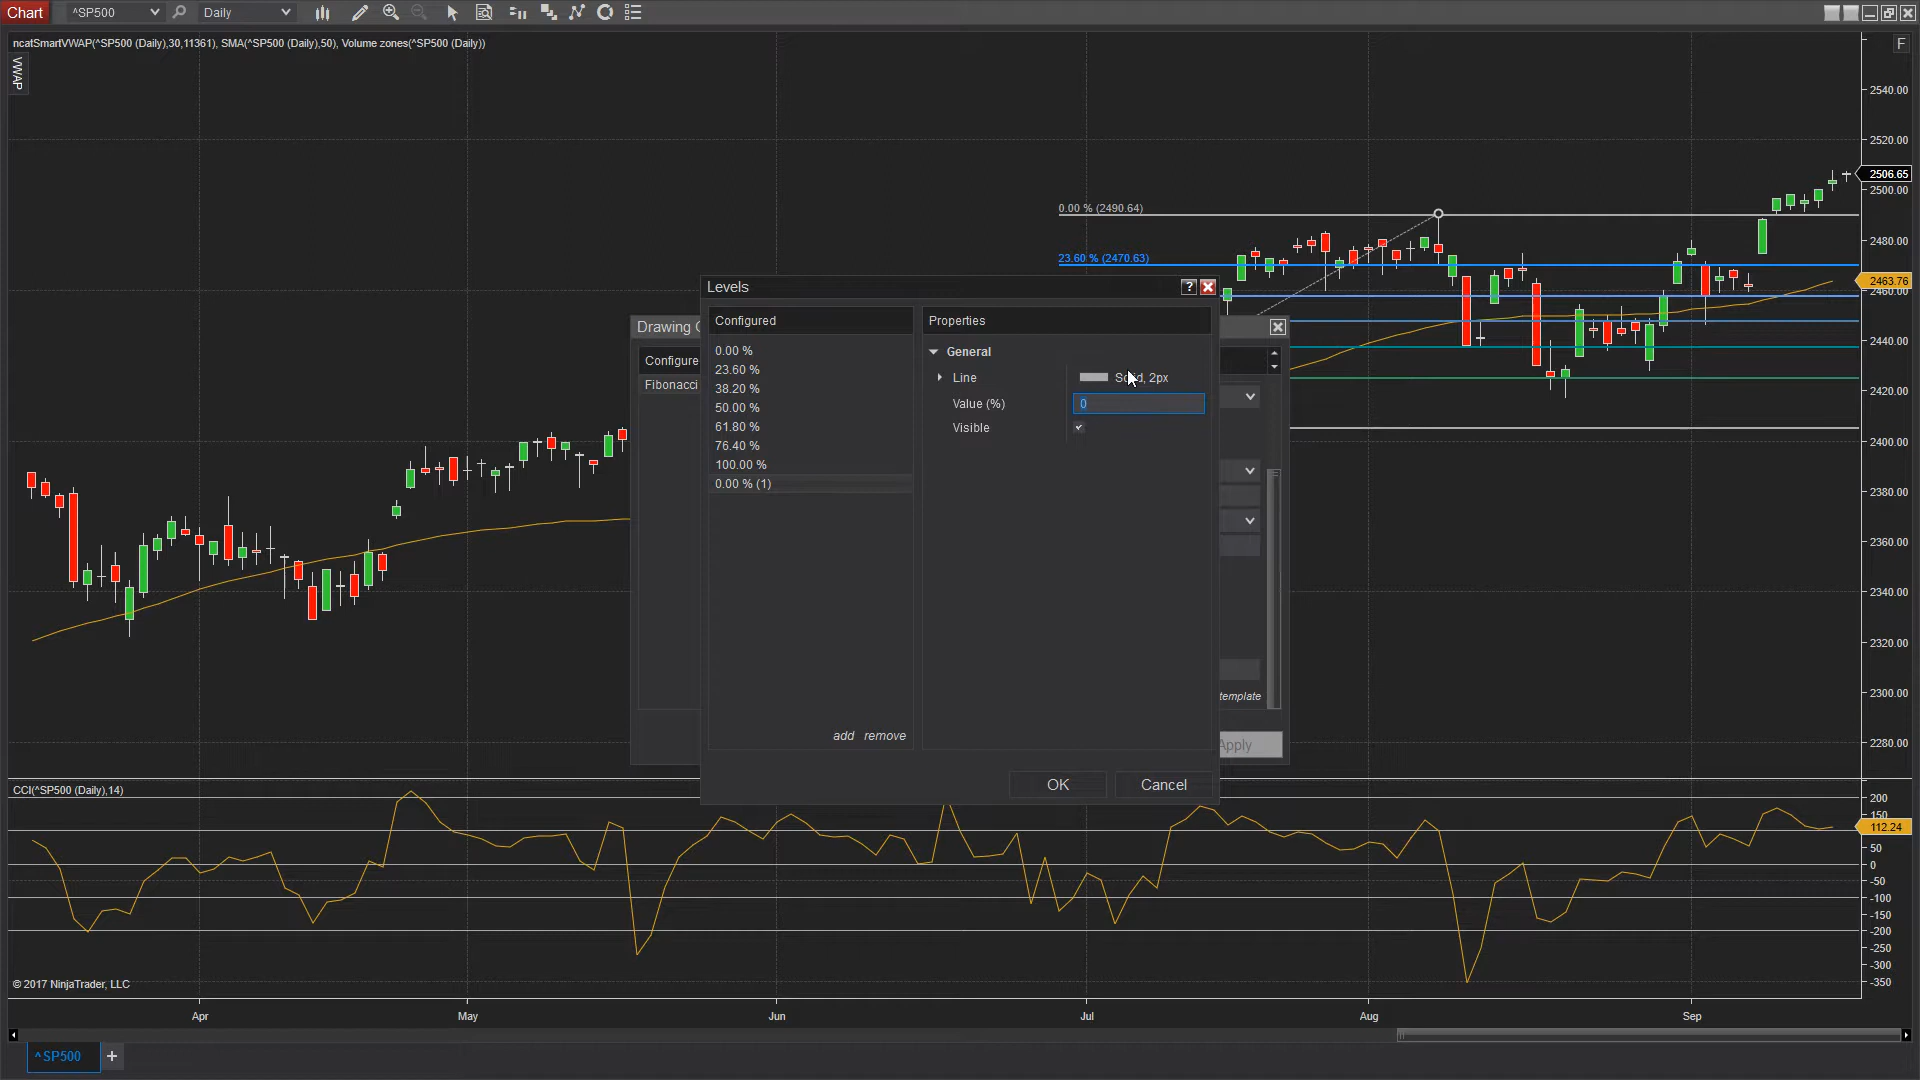 Chart ^SP500 Daily
ncatSmartVWAP(^SP500 (Daily),30,11361), SMA(^SP500 (Daily),50), Volume zones(^SP500 (Daily))
F
VWAP
2540.00
2520.00
2506.65
2500.00
0.00 % (2490.64)
2480.00
23.60 % (2470.63)
2463.76
2460.00
2440.00
2420.00
2400.00
2380.00
2360.00
2340.00
2320.00
2300.00
2280.00
Levels
?
Configured
0.00 %
23.60 %
38.20 %
50.00 %
61.80 %
76.40 %
100.00 %
0.00 % (1)
add remove
Properties
General
Line Solid, 2px
Value (%) 0
Visible
OK Cancel
Drawing
Configure
Fibonacci
template
Apply
CCI(^SP500 (Daily),14)
200
150
112.24
50
0
-50
-100
-150
-200
-250
-300
-350
© 2017 NinjaTrader, LLC
Apr May Jun Jul Aug Sep
^SP500 +